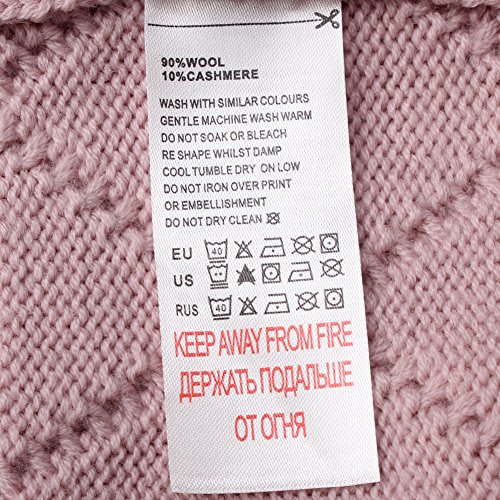 90%WOOL
10%CASHMERE
WASH WITH SIMILAR COLOURS
GENTLE MACHINE WASH WARM
DO NOT SOAK OR BLEACH
RE SHAPE WHILST DAMP
COOL TUMBLE DRY ON LOW
DO NOT IRON OVER PRINT
OR EMBELLISHMENT
DO NOT DRY CLEAN
EU 40
US
RUS 40
KEEP AWAY FROM FIRE
ДЕРЖАТЬ ПОДАЛЬШЕ
ОТ ОГНЯ